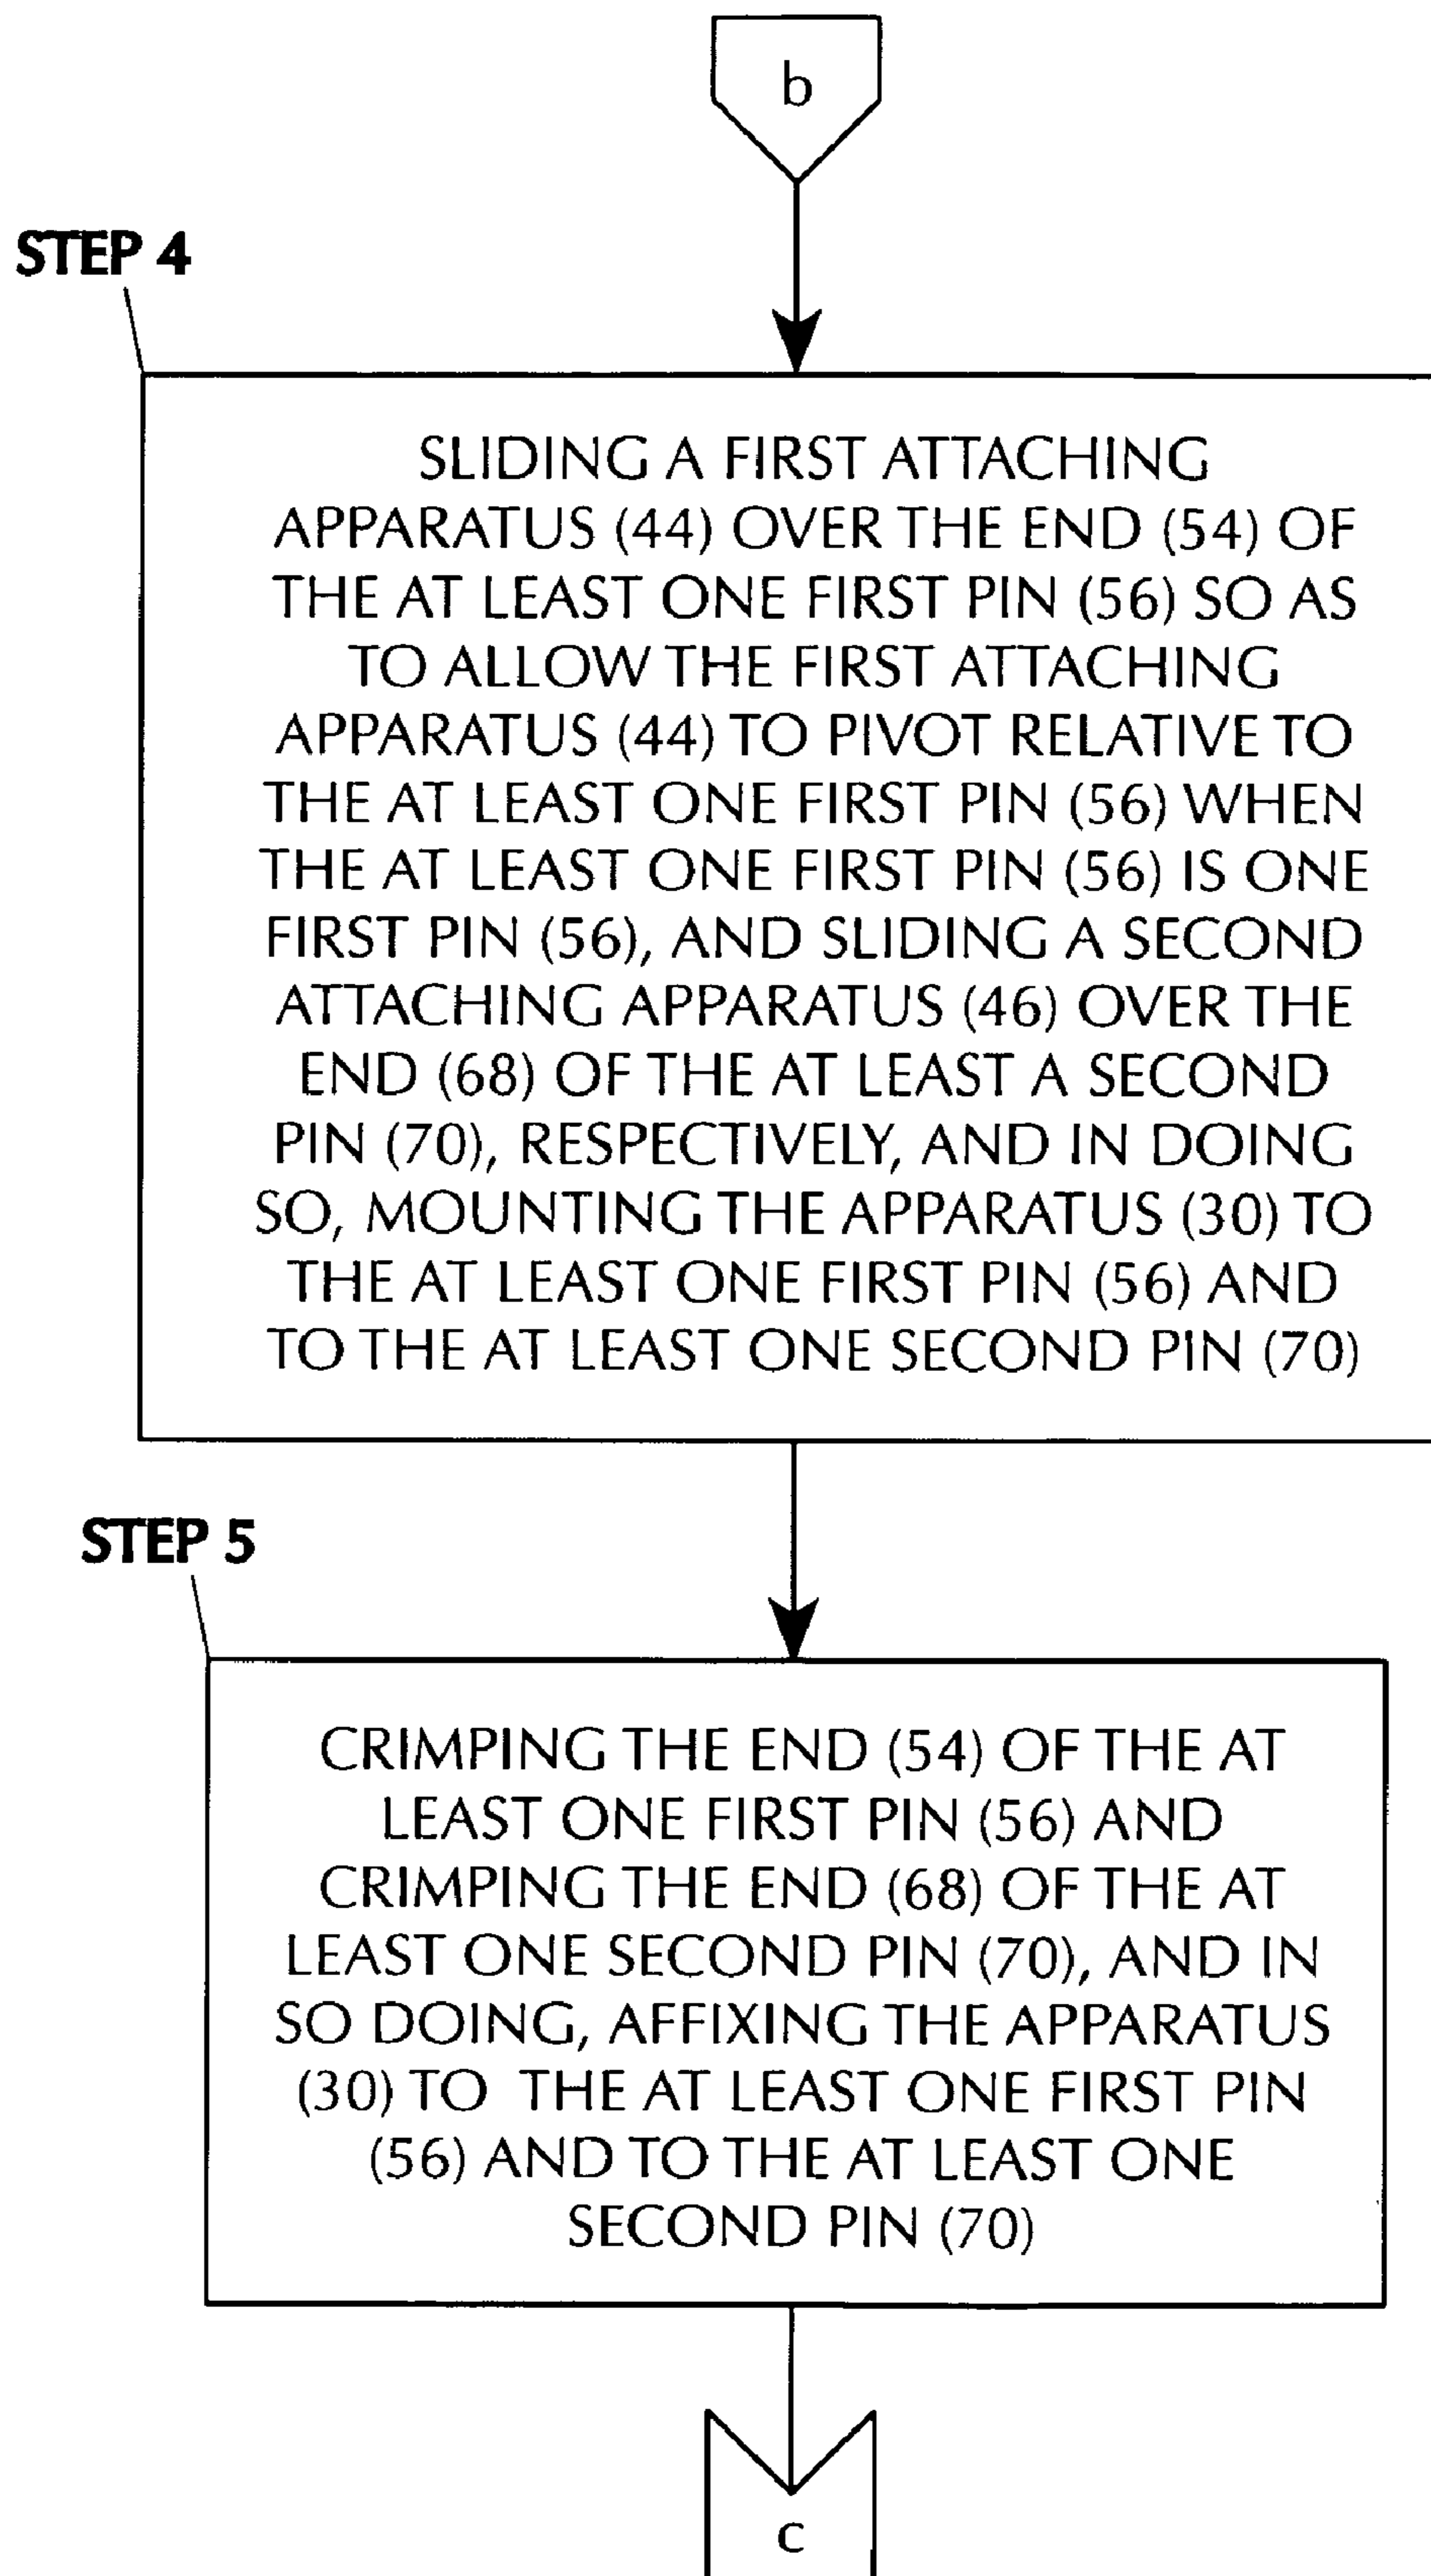 b
STEP 4
SLIDING A FIRST ATTACHING
APPARATUS (44) OVER THE END (54) OF
THE AT LEAST ONE FIRST PIN (56) SO AS
TO ALLOW THE FIRST ATTACHING
APPARATUS (44) TO PIVOT RELATIVE TO
THE AT LEAST ONE FIRST PIN (56) WHEN
THE AT LEAST ONE FIRST PIN (56) IS ONE
FIRST PIN (56), AND SLIDING A SECOND
ATTACHING APPARATUS (46) OVER THE
END (68) OF THE AT LEAST A SECOND
PIN (70), RESPECTIVELY, AND IN DOING
SO, MOUNTING THE APPARATUS (30) TO
THE AT LEAST ONE FIRST PIN (56) AND
TO THE AT LEAST ONE SECOND PIN (70)
STEP 5
CRIMPING THE END (54) OF THE AT
LEAST ONE FIRST PIN (56) AND
CRIMPING THE END (68) OF THE AT
LEAST ONE SECOND PIN (70), AND IN
SO DOING, AFFIXING THE APPARATUS
(30) TO THE AT LEAST ONE FIRST PIN
(56) AND TO THE AT LEAST ONE
SECOND PIN (70)
c